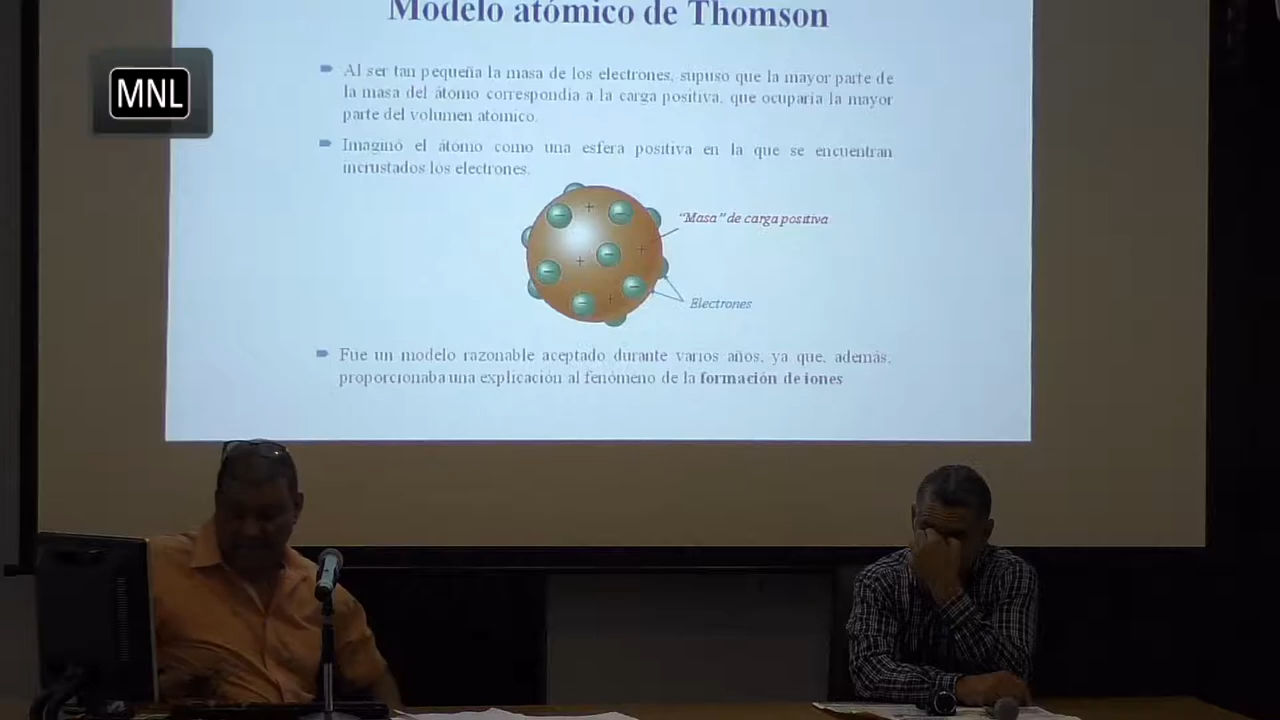 Modelo atómico de Thomson
MNL
Al ser tan pequeña la masa de los electrones, supuso que la mayor parte de
la masa del átomo correspondía a la carga positiva, que ocuparía la mayor
parte del volumen atómico.
Imaginó el átomo como una esfera positiva en la que se encuentran
incrustados los electrones.
“Masa” de carga positiva
Electrones
Fue un modelo razonable aceptado durante varios años, ya que, además,
proporcionaba una explicación al fenómeno de la formación de iones